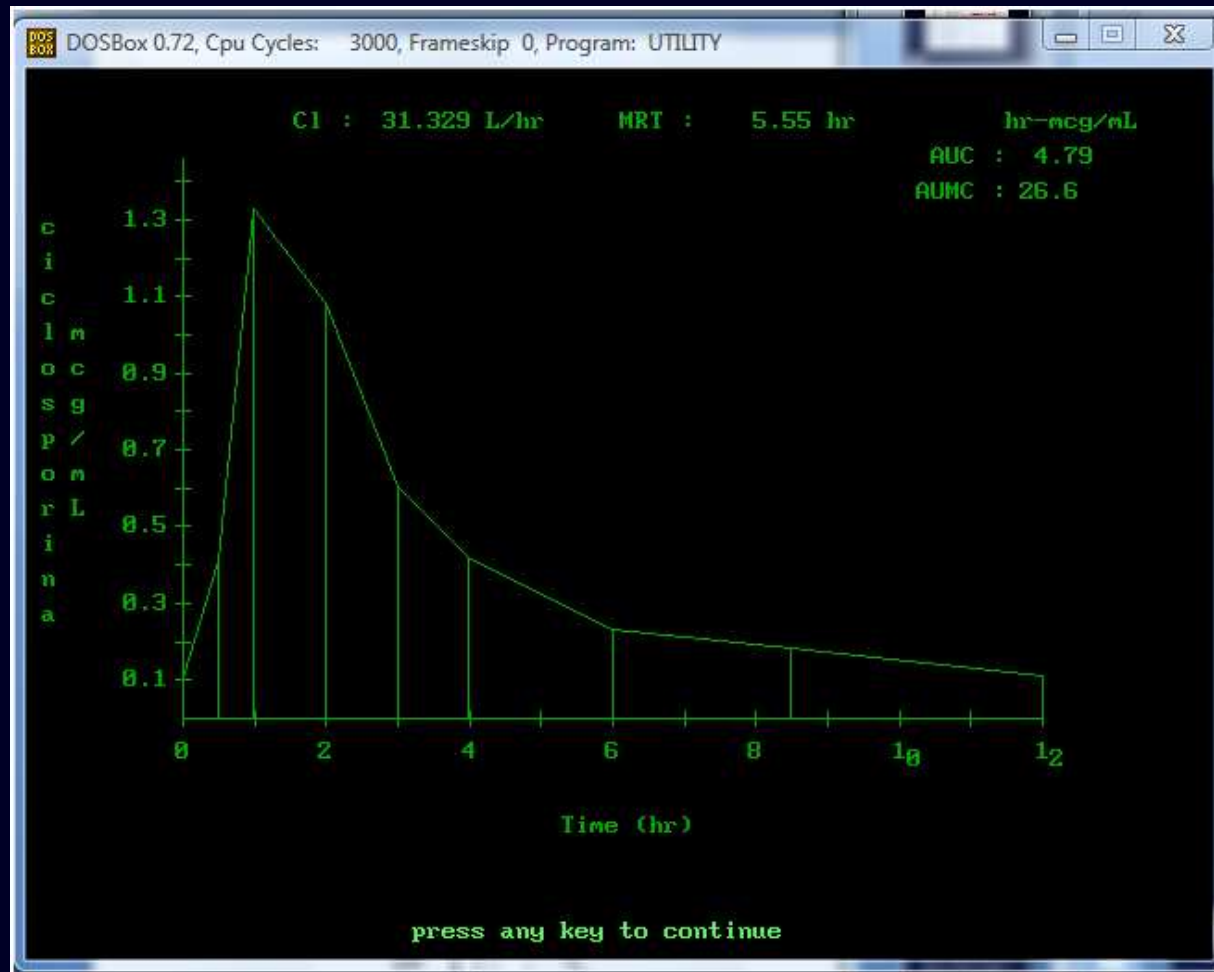 DOS BOX DOSBox 0.72, Cpu Cycles: 3000, Frameskip 0, Program: UTILITY
Cl : 31.329 L/hr MRT : 5.55 hr hr-mcg/mL
AUC : 4.79
AUMC : 26.6
ciclosporina
mcg/mL
1.3
1.1
0.9
0.7
0.5
0.3
0.1
0 2 4 6 8 10 12
Time (hr)
press any key to continue